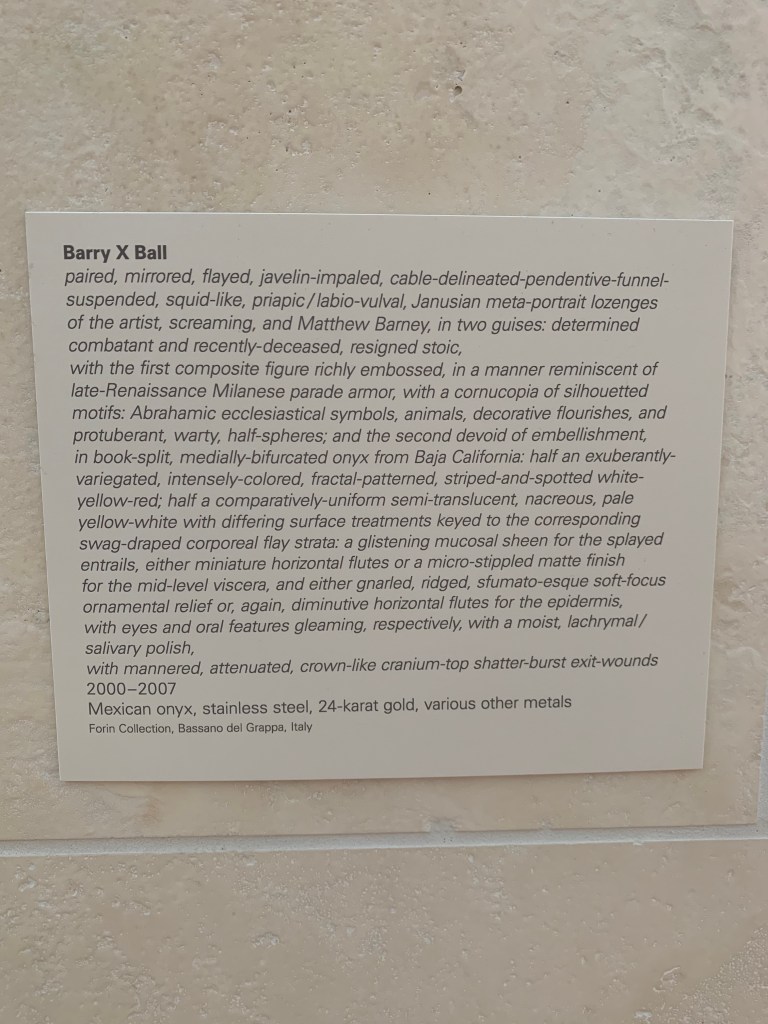 Barry X Ball
paired, mirrored, flayed, javelin-impaled, cable-delineated-pendentive-funnel-
suspended, squid-like, priapic/labio-vulval, Janusian meta-portrait lozenges
of the artist, screaming, and Matthew Barney, in two guises: determined
combatant and recently-deceased, resigned stoic,
with the first composite figure richly embossed, in a manner reminiscent of
late-Renaissance Milanese parade armor, with a cornucopia of silhouetted
motifs: Abrahamic ecclesiastical symbols, animals, decorative flourishes, and
protuberant, warty, half-spheres; and the second devoid of embellishment,
in book-split, medially-bifurcated onyx from Baja California: half an exuberantly-
variegated, intensely-colored, fractal-patterned, striped-and-spotted white-
yellow-red; half a comparatively-uniform semi-translucent, nacreous, pale
yellow-white with differing surface treatments keyed to the corresponding
swag-draped corporeal flay strata: a glistening mucosal sheen for the splayed
entrails, either miniature horizontal flutes or a micro-stippled matte finish
for the mid-level viscera, and either gnarled, ridged, sfumato-esque soft-focus
ornamental relief or, again, diminutive horizontal flutes for the epidermis,
with eyes and oral features gleaming, respectively, with a moist, lachrymal/
salivary polish,
with mannered, attenuated, crown-like cranium-top shatter-burst exit-wounds
2000–2007
Mexican onyx, stainless steel, 24-karat gold, various other metals
Forin Collection, Bassano del Grappa, Italy